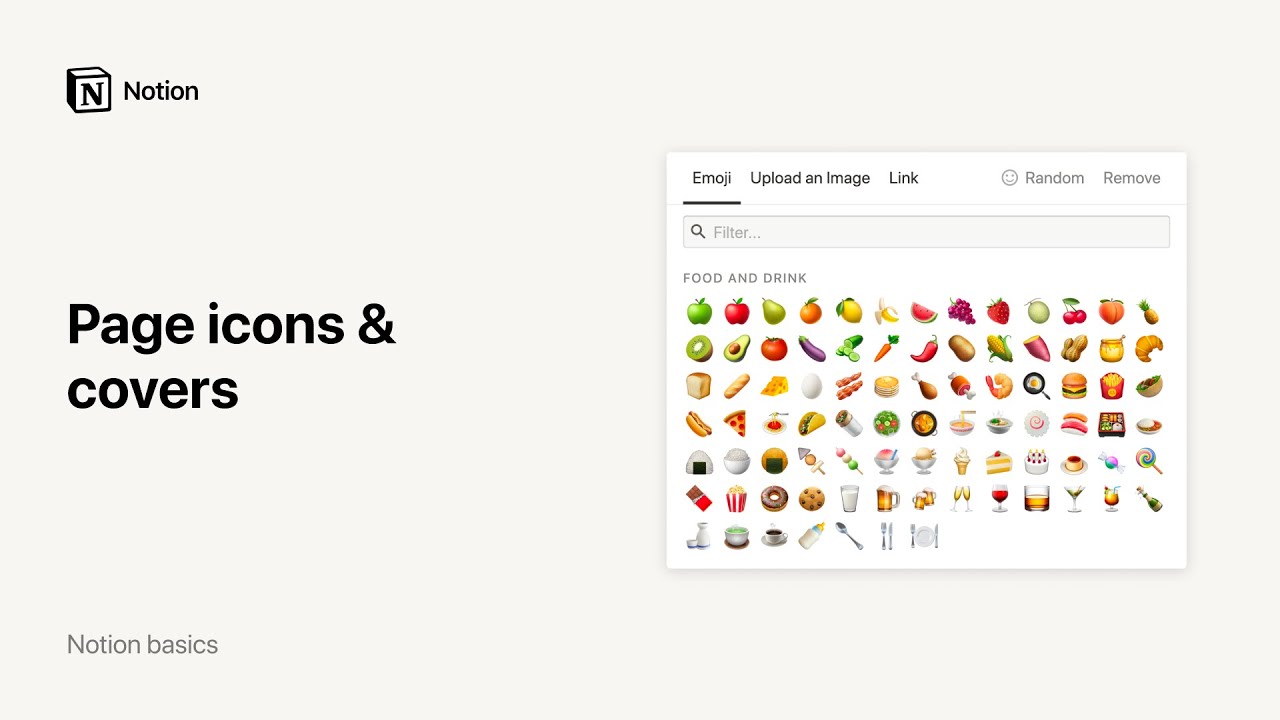 Notion
Page icons &
covers
Notion basics
Emoji Upload an Image Link Random Remove
Filter...
FOOD AND DRINK